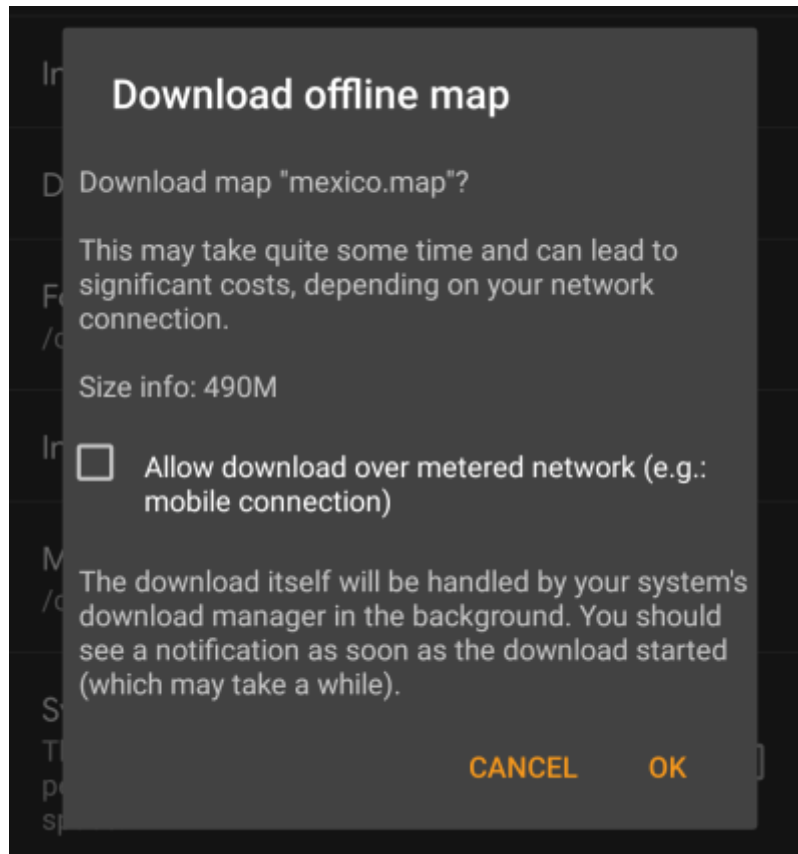 Download offline map
Download map "mexico.map"?
This may take quite some time and can lead to
significant costs, depending on your network
connection.
Size info: 490M
Allow download over metered network (e.g.:
mobile connection)
The download itself will be handled by your system's
download manager in the background. You should
see a notification as soon as the download started
(which may take a while).
CANCEL OK